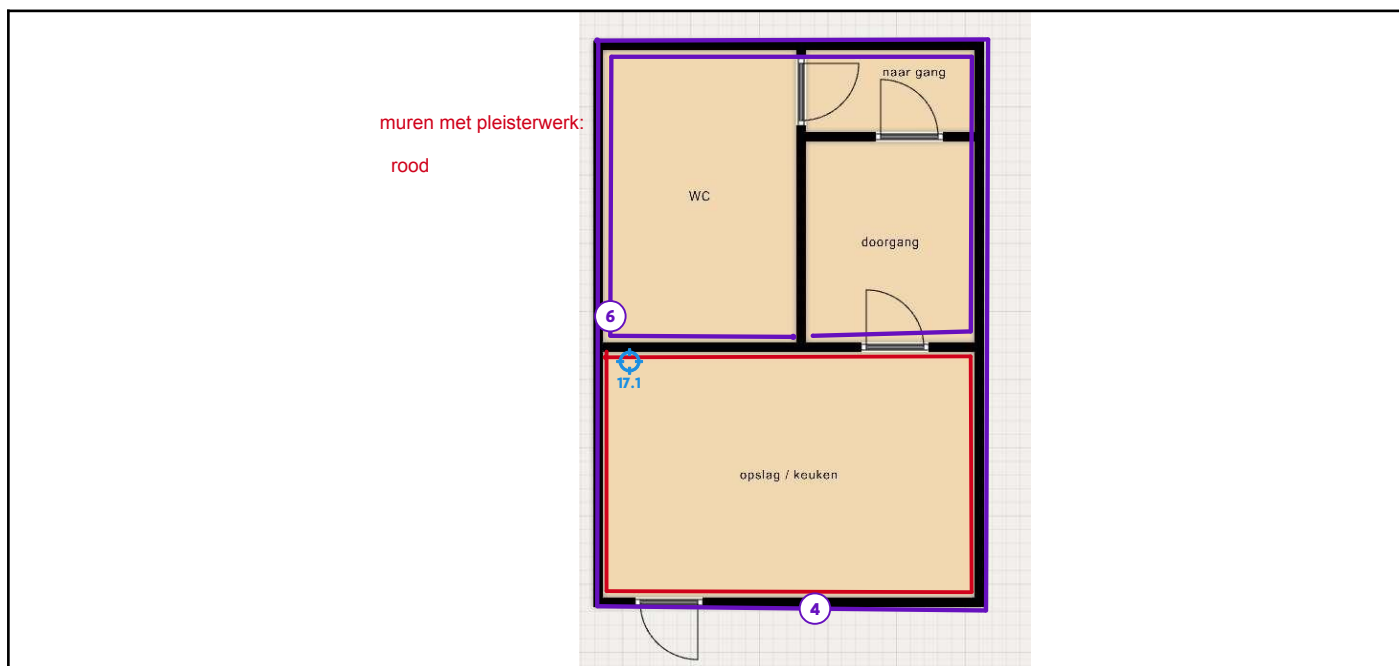 naar gang
muren met pleisterwerk:
rood
WC
doorgang
6
17.1
opslag / keuken
4